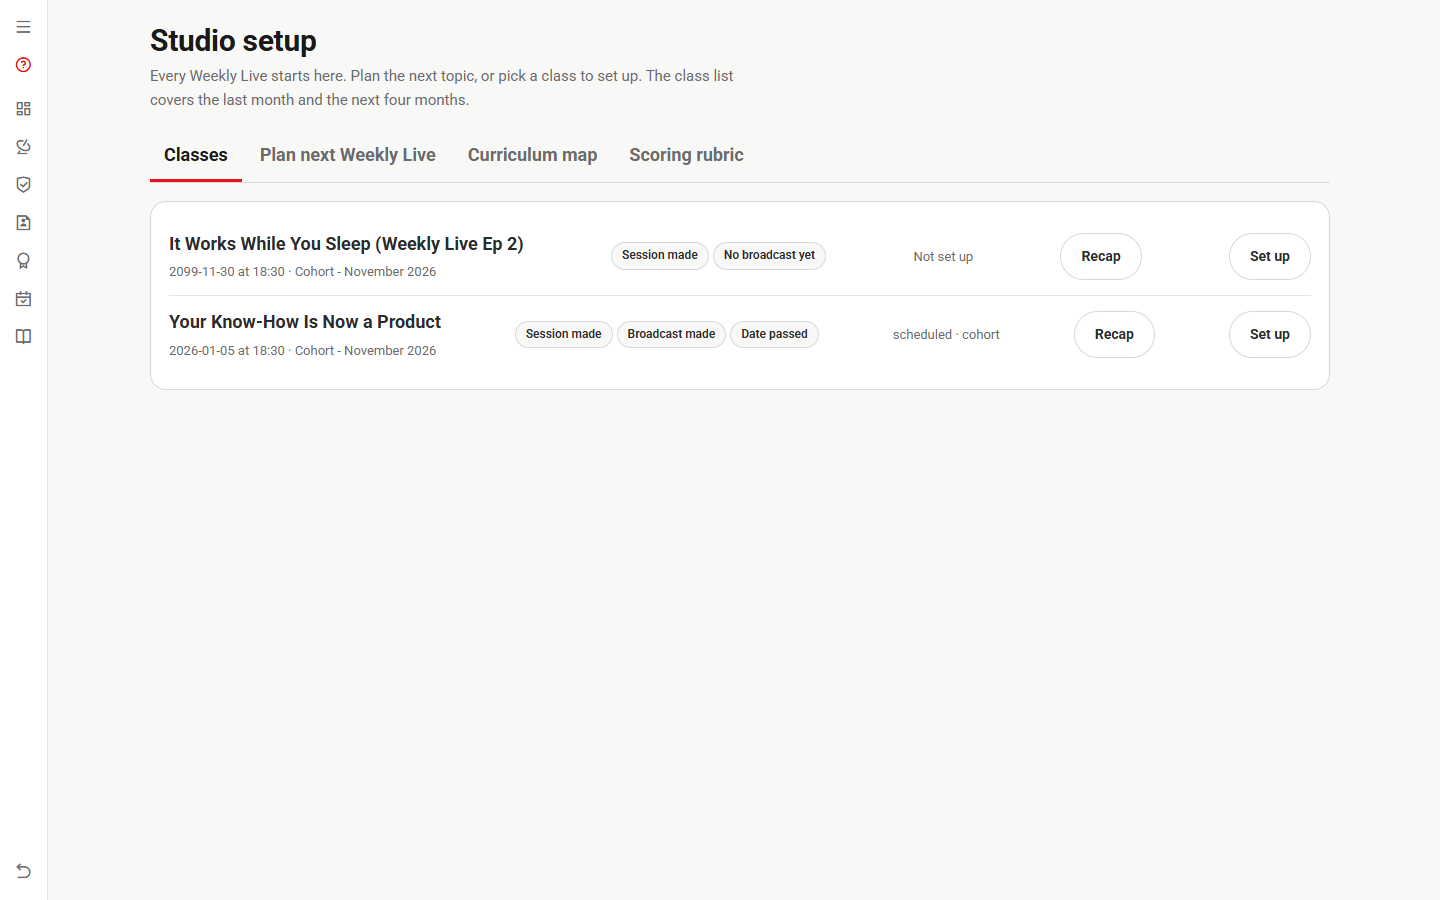 Studio setup
Every Weekly Live starts here. Plan the next topic, or pick a class to set up. The class list
covers the last month and the next four months.
Classes Plan next Weekly Live Curriculum map Scoring rubric
It Works While You Sleep (Weekly Live Ep 2)
2099-11-30 at 18:30 · Cohort - November 2026
Session made No broadcast yet Not set up Recap Set up
Your Know-How Is Now a Product
2026-01-05 at 18:30 · Cohort - November 2026
Session made Broadcast made Date passed scheduled · cohort Recap Set up